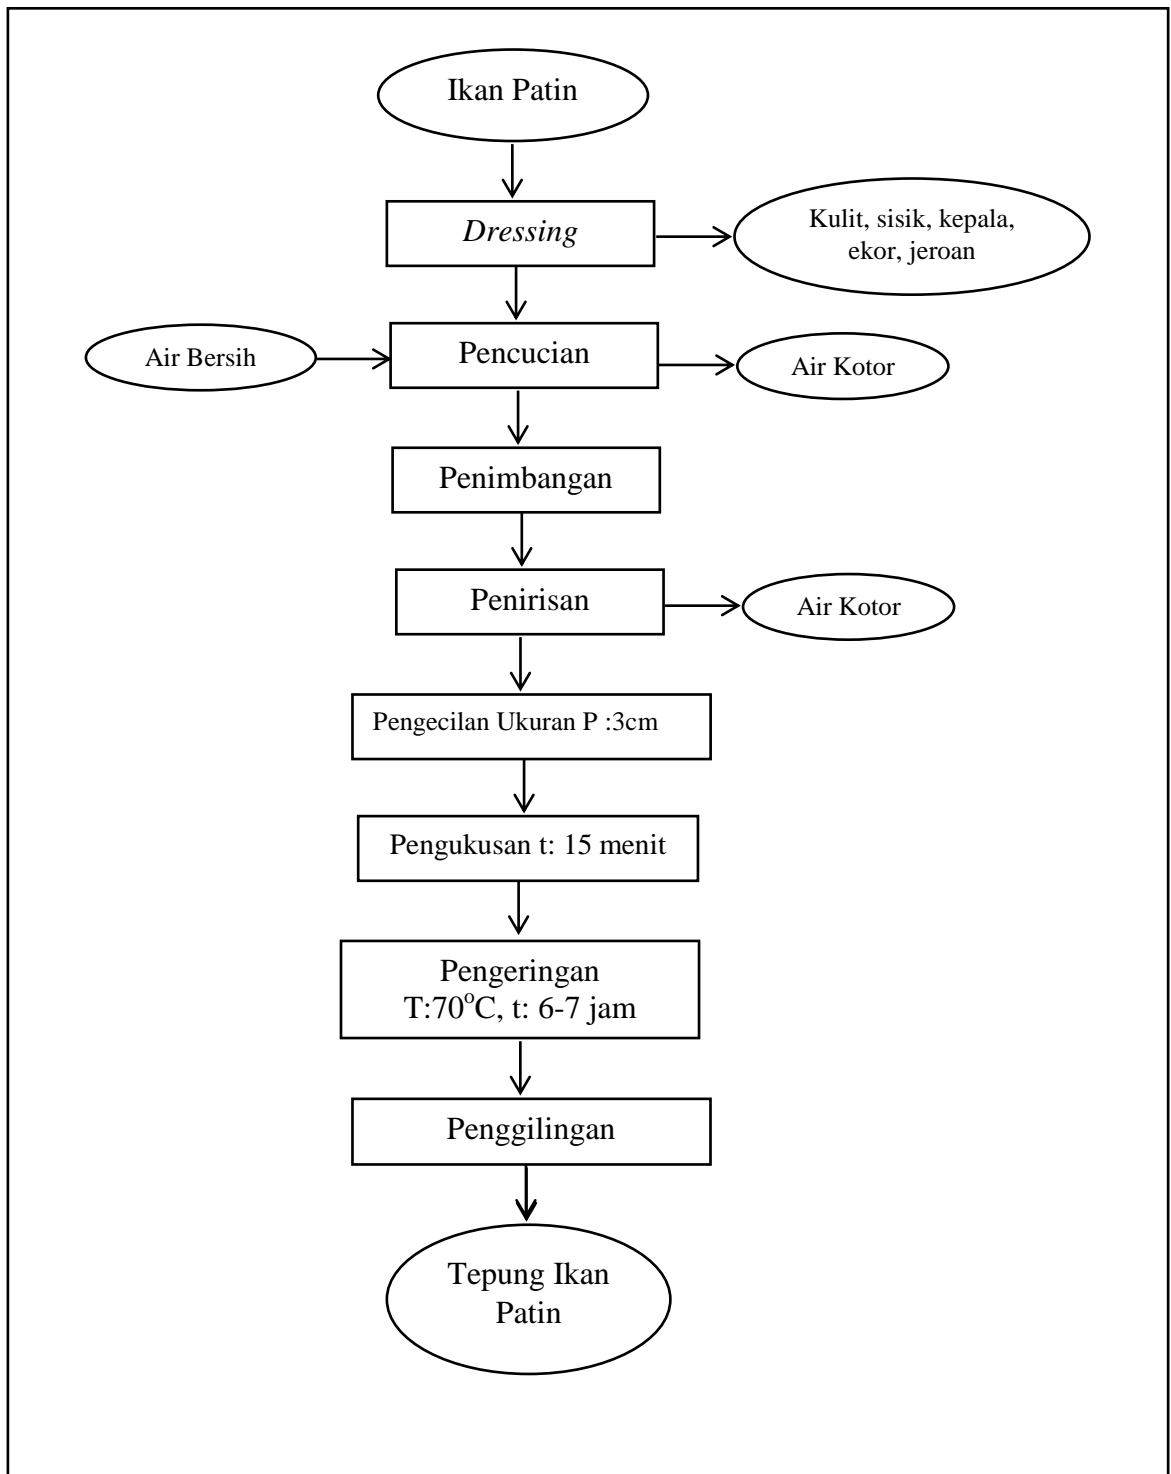 Ikan Patin
Dressing
Kulit, sisik, kepala,
ekor, jeroan
Air Bersih
Pencucian
Air Kotor
Penimbangan
Penirisan
Air Kotor
Pengecilan Ukuran P :3cm
Pengukusan t: 15 menit
Pengeringan
T:70°C, t: 6-7 jam
Penggilingan
Tepung Ikan
Patin